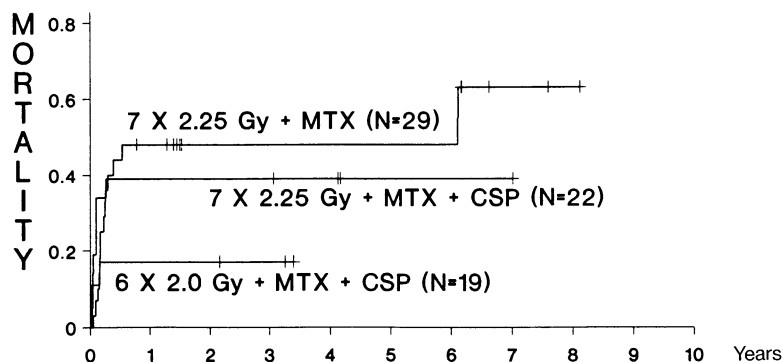 MORTALITY
0.8
0.6
0.4
0.2
0
7 X 2.25 Gy + MTX (N=29)
7 X 2.25 Gy + MTX + CSP (N=22)
6 X 2.0 Gy + MTX + CSP (N=19)
0 1 2 3 4 5 6 7 8 9 10 Years